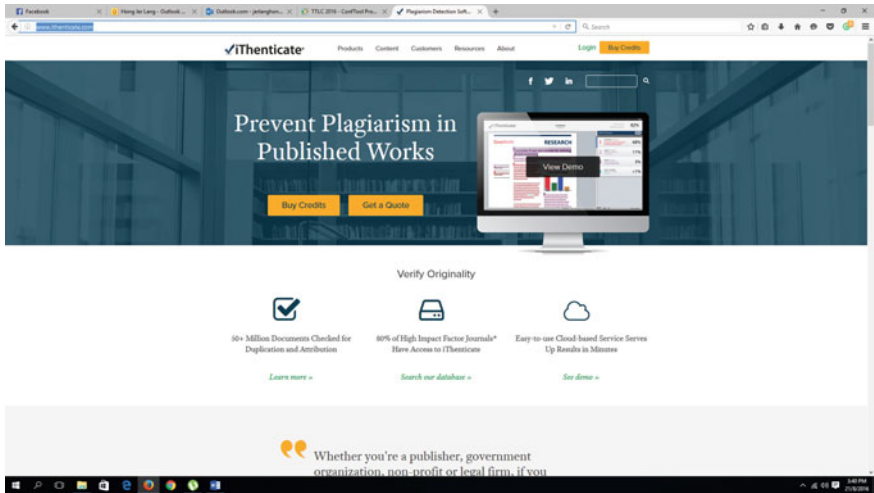 Facebook
Hong Ier Lang - Outlook ...
Outlook.com - jerlanghon...
TTLC 2016 - ConfTool Pro...
Plagiarism Detection Soft...
www.ithenticate.com
Search
iThenticate
Products Content Customers Resources About
Login
Buy Credits
Prevent Plagiarism in
Published Works
Buy Credits
Get a Quote
iThenticate
RESEARCH
View Demo
Verify Originality
50+ Million Documents Checked for
Duplication and Attribution
Learn more »
80% of High Impact Factor Journals*
Have Access to iThenticate
Search our database »
Easy-to-use Cloud-based Service Serves
Up Results in Minutes
See demo »
Whether you're a publisher, government
organization, non-profit or legal firm, if you
3:40 PM
21/8/2016